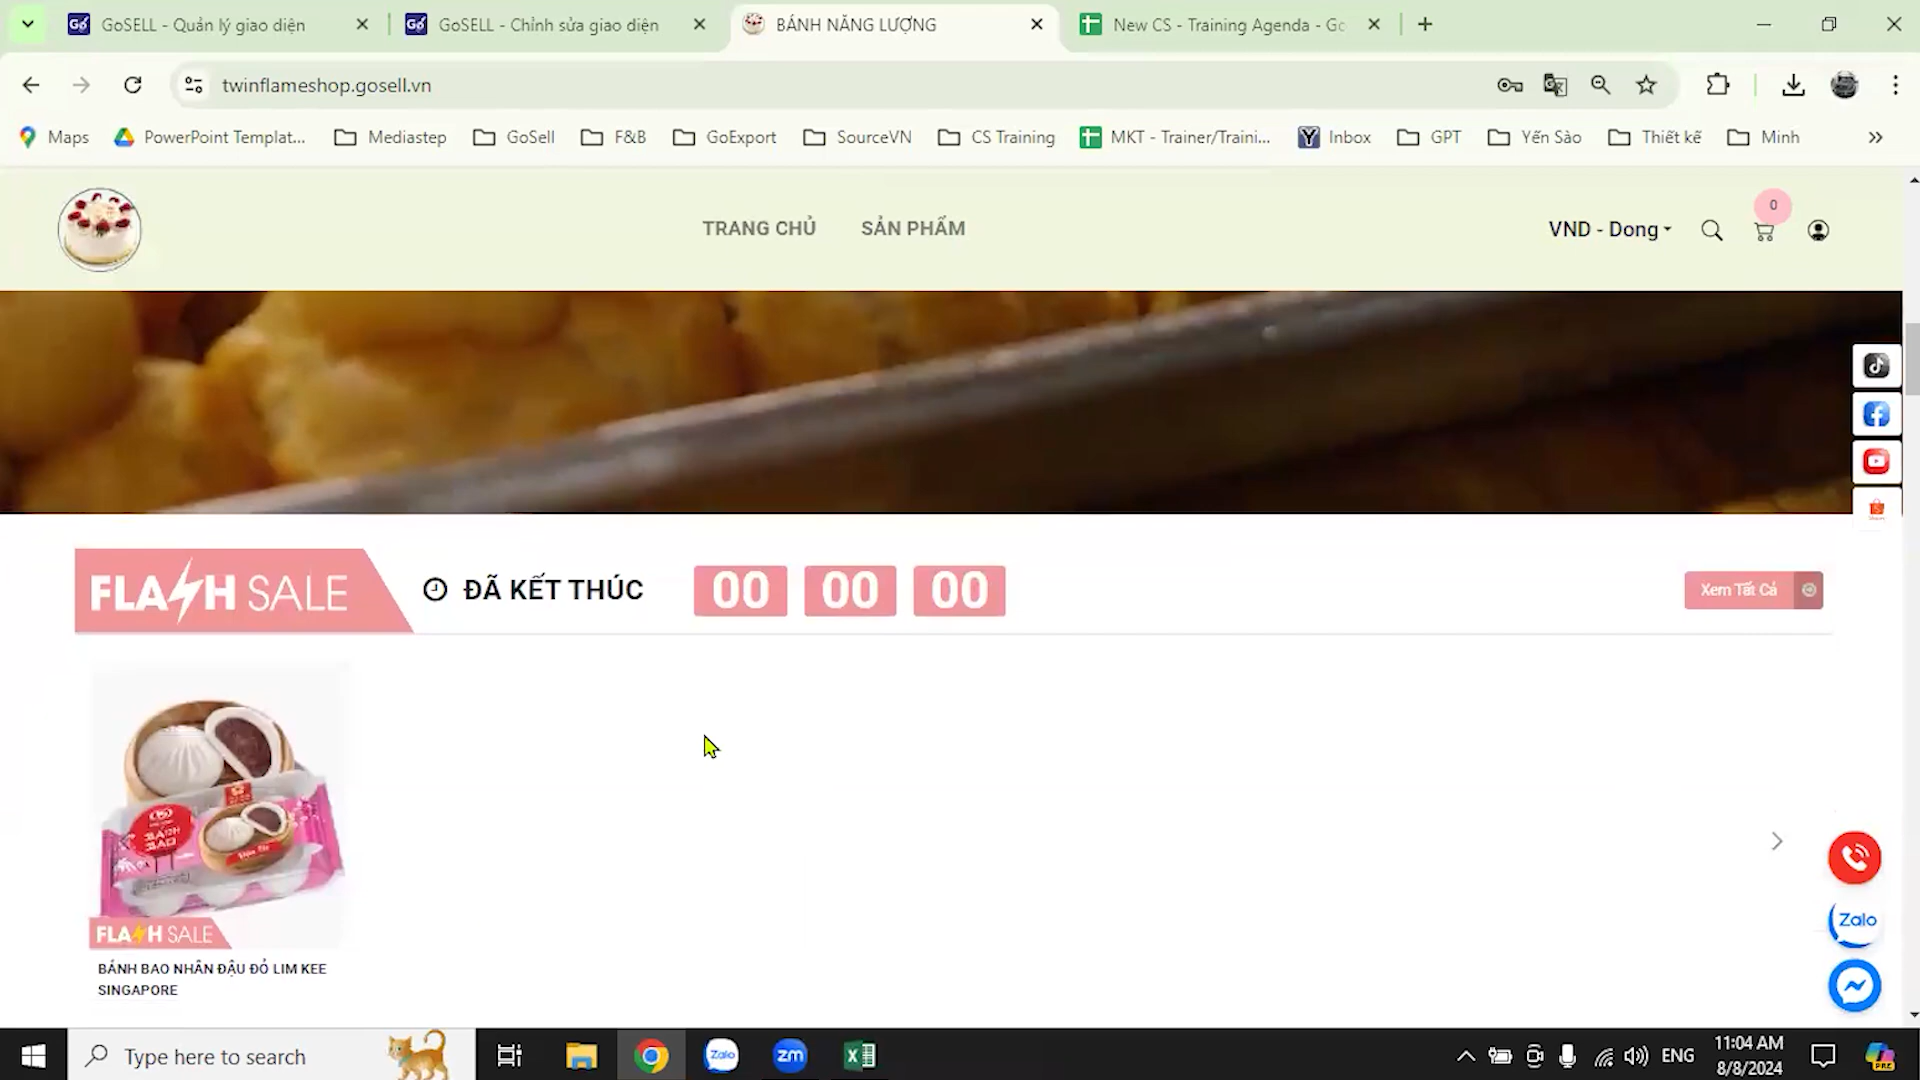 GoSELL - Quản lý giao diện
GoSELL - Chỉnh sửa giao diện
BÁNH NĂNG LƯỢNG
New CS - Training Agenda - Go
twinflameshop.gosell.vn
Maps
PowerPoint Templat...
Mediastep
GoSell
F&B
GoExport
SourceVN
CS Training
MKT - Trainer/Traini...
Inbox
GPT
Yến Sào
Thiết kế
Minh
TRANG CHỦ
SẢN PHẨM
VND - Dong
0
FLASH SALE
ĐÃ KẾT THÚC
00 00 00
Xem Tất Cả
FLASH SALE
BÁNH BAO NHÂN ĐẬU ĐỎ LIM KEE
SINGAPORE
Zalo
Type here to search
Zalo
zm
ENG
11:04 AM
8/8/2024